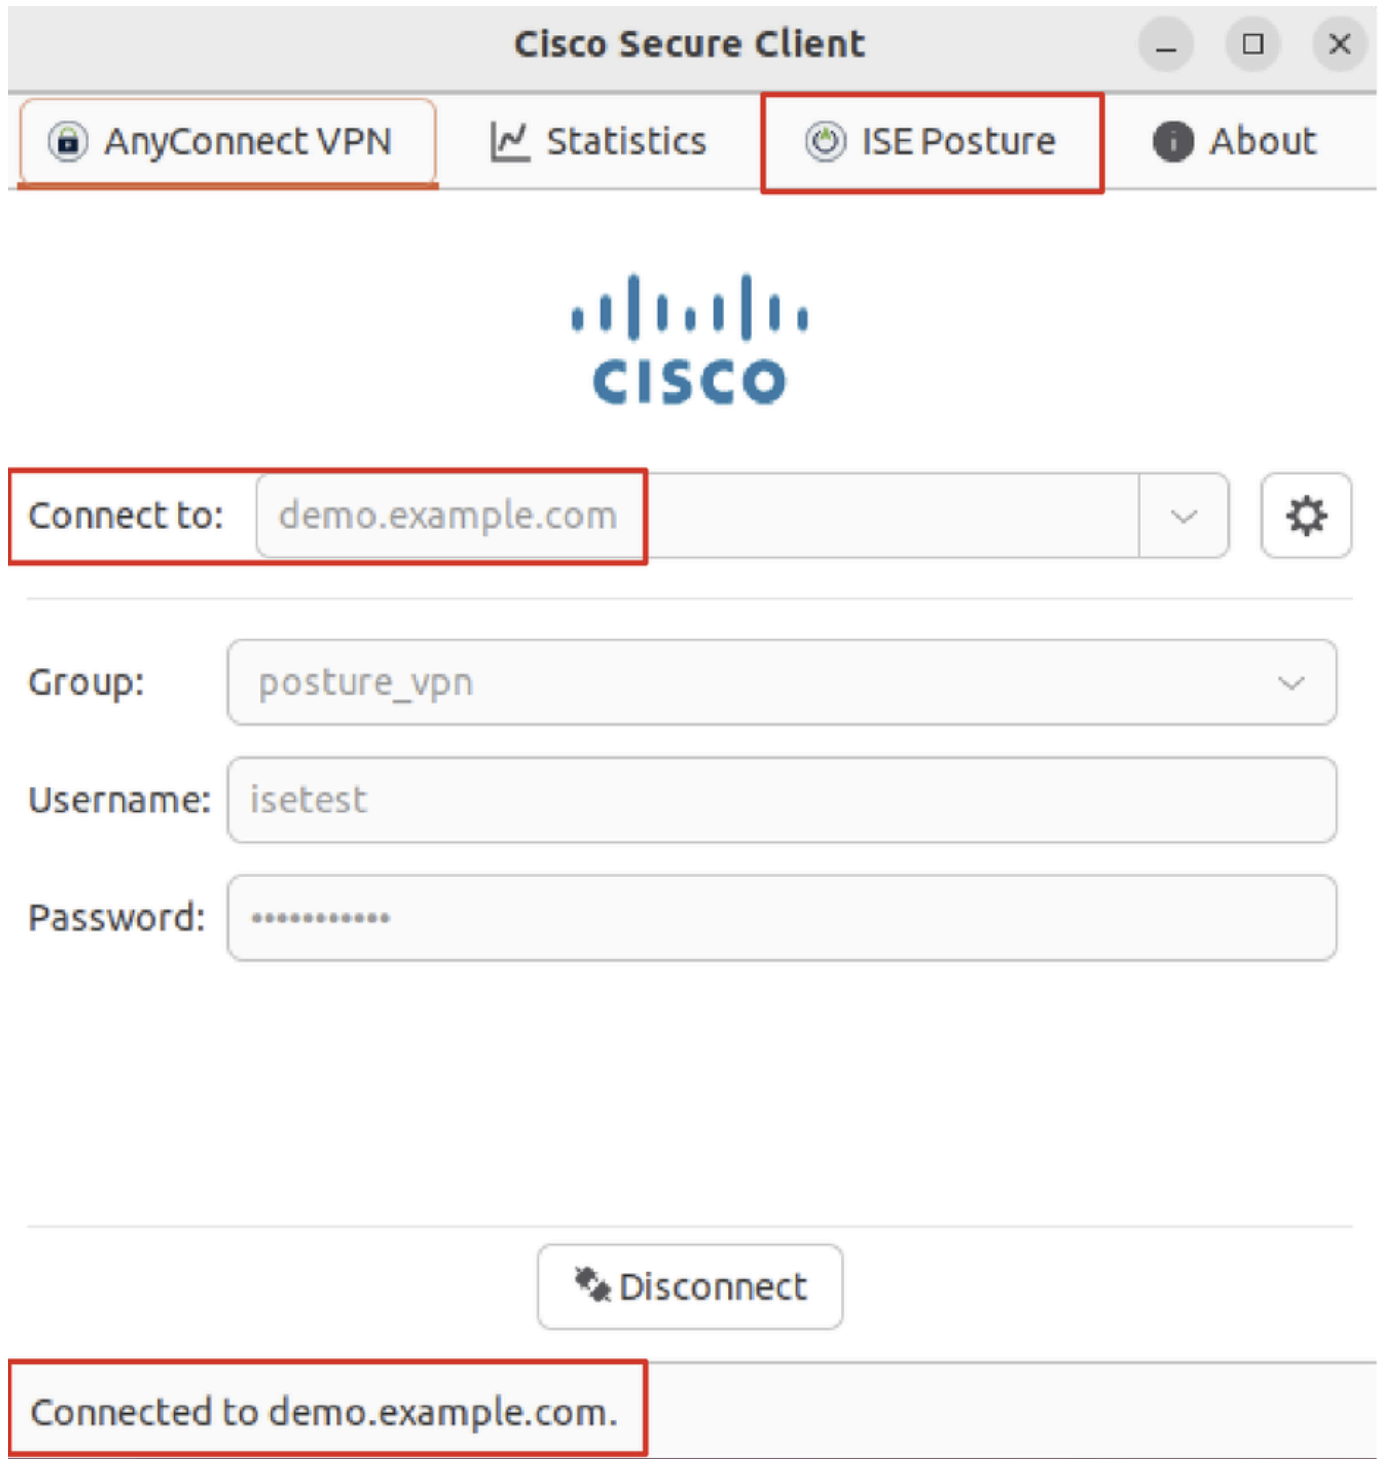 Cisco Secure Client
AnyConnect VPN Statistics ISE Posture About
CISCO
Connect to: demo.example.com
Group: posture_vpn
Username: isetest
Password: •••••••••••
Disconnect
Connected to demo.example.com.